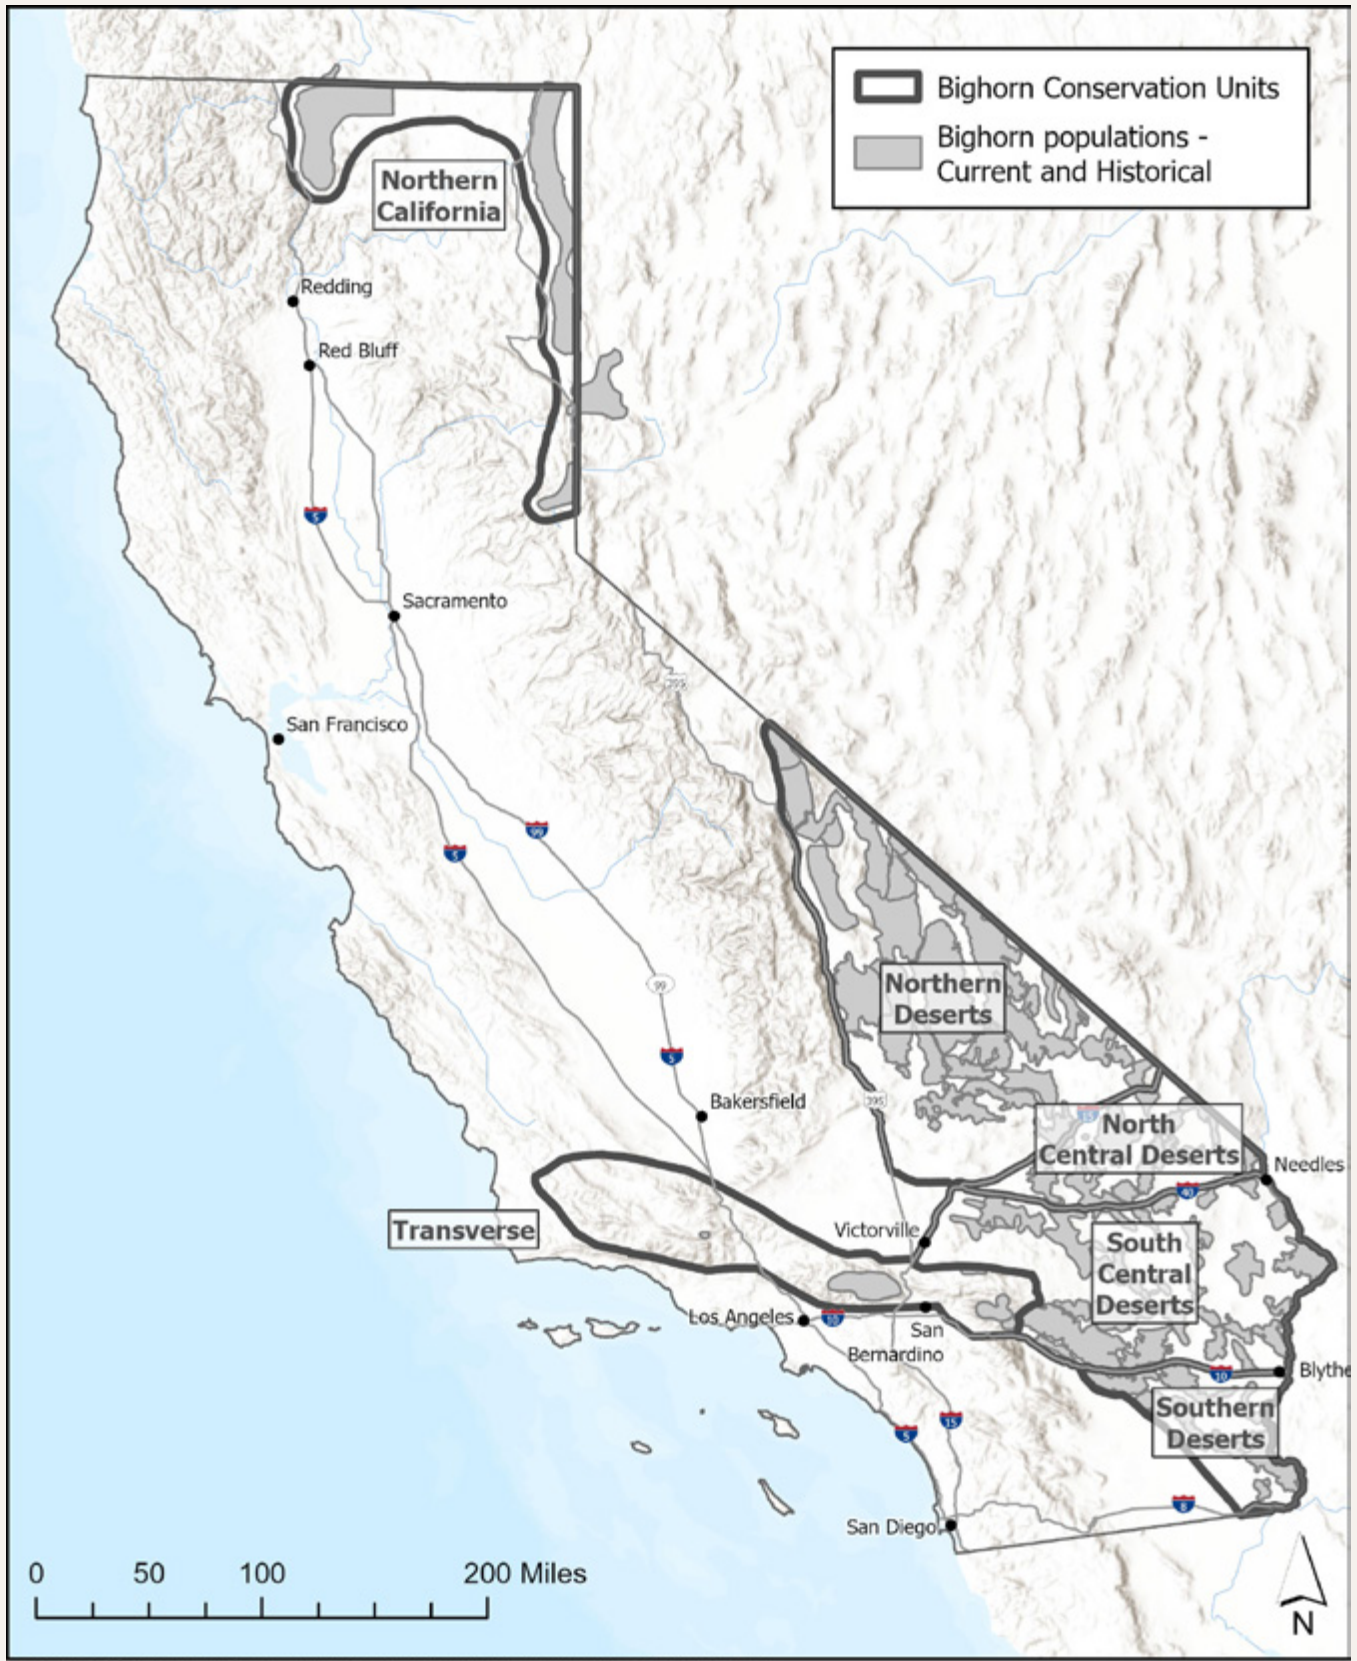 Bighorn Conservation Units
Bighorn populations -
Current and Historical
Northern
California
Redding
Red Bluff
5
Sacramento
395
San Francisco
99
5
99
Northern
Deserts
5
395
Bakersfield
15
North
Central Deserts
Needles
40
Transverse
Victorville
South
Central
Deserts
Los Angeles
10
San
Bernardino
10
Blythe
Southern
Deserts
15
5
8
San Diego
0 50 100 200 Miles
N